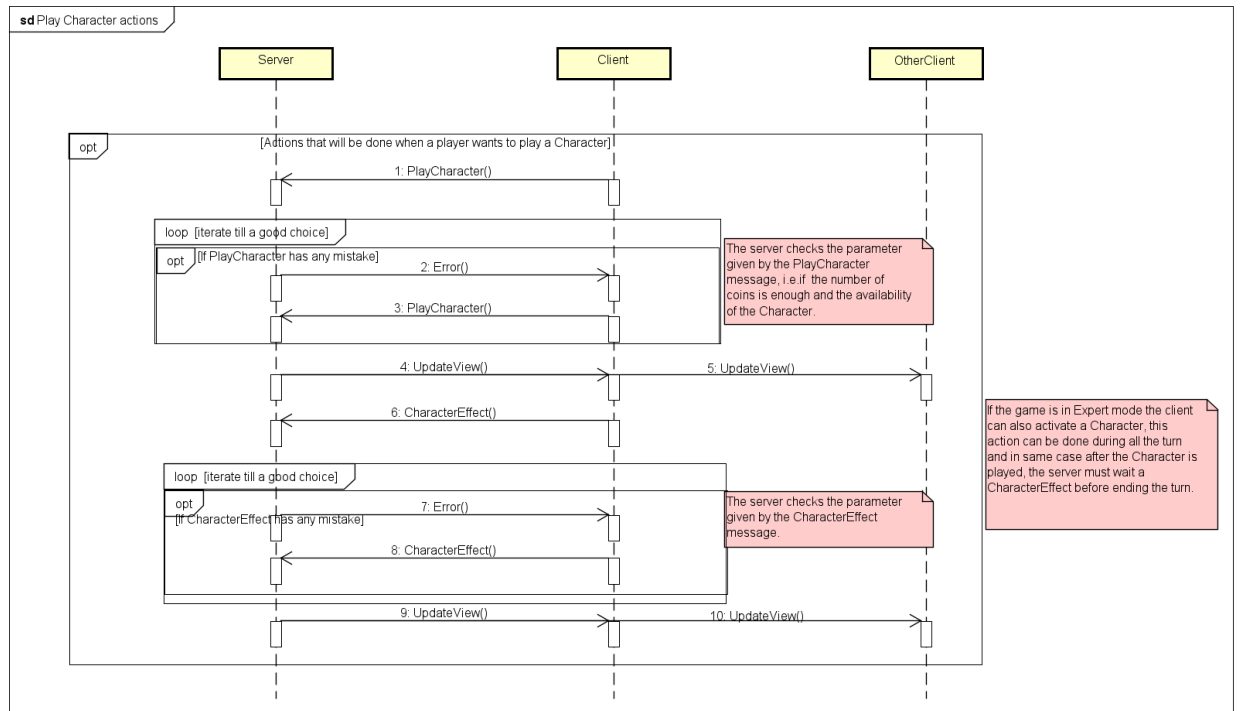 sd Play Character actions
Server
Client
OtherClient
opt
[Actions that will be done when a player wants to play a Character]
1: PlayCharacter()
loop [iterate till a good choice]
opt
[If PlayCharacter has any mistake]
2: Error()
3: PlayCharacter()
The server checks the parameter
given by the PlayCharacter
message, i.e.if the number of
coins is enough and the availability
of the Character.
4: UpdateView()
5: UpdateView()
6: CharacterEffect()
If the game is in Expert mode the client
can also activate a Character, this
action can be done during all the turn
and in same case after the Character is
played, the server must wait a
CharacterEffect before ending the turn.
loop [iterate till a good choice]
opt
[If CharacterEffect has any mistake]
7: Error()
8: CharacterEffect()
The server checks the parameter
given by the CharacterEffect
message.
9: UpdateView()
10: UpdateView()